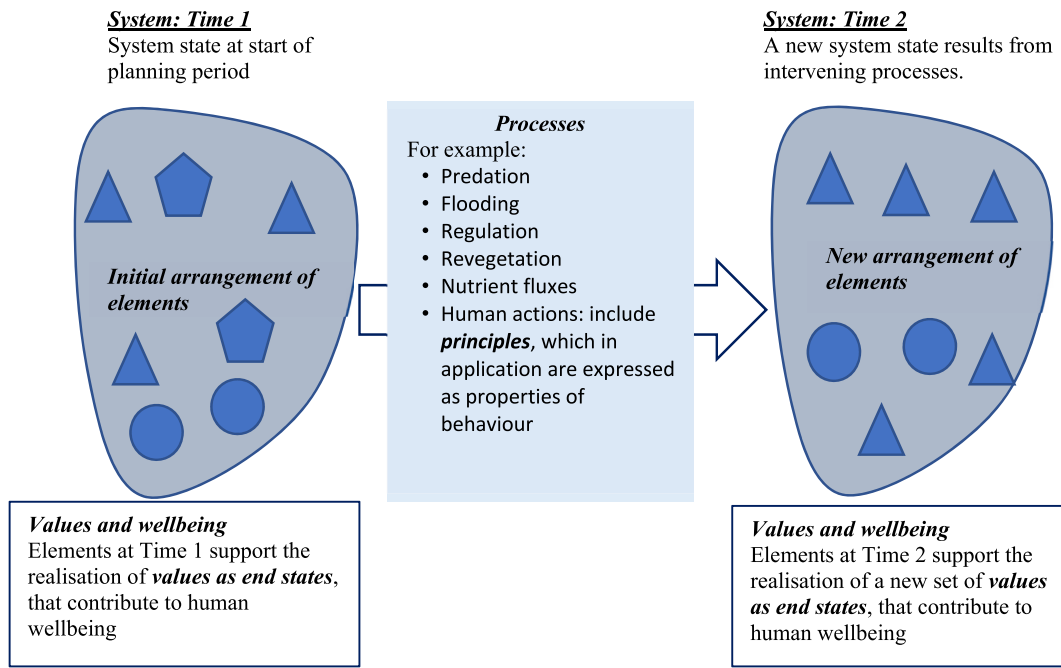 System: Time 1
System state at start of
planning period
System: Time 2
A new system state results from
intervening processes.
Initial arrangement of
elements
Processes
For example:
• Predation
• Flooding
• Regulation
• Revegetation
• Nutrient fluxes
• Human actions: include
principles, which in
application are expressed
as properties of
behaviour
New arrangement of
elements
Values and wellbeing
Elements at Time 1 support the
realisation of values as end states,
that contribute to human
wellbeing
Values and wellbeing
Elements at Time 2 support the
realisation of a new set of values
as end states, that contribute to
human wellbeing